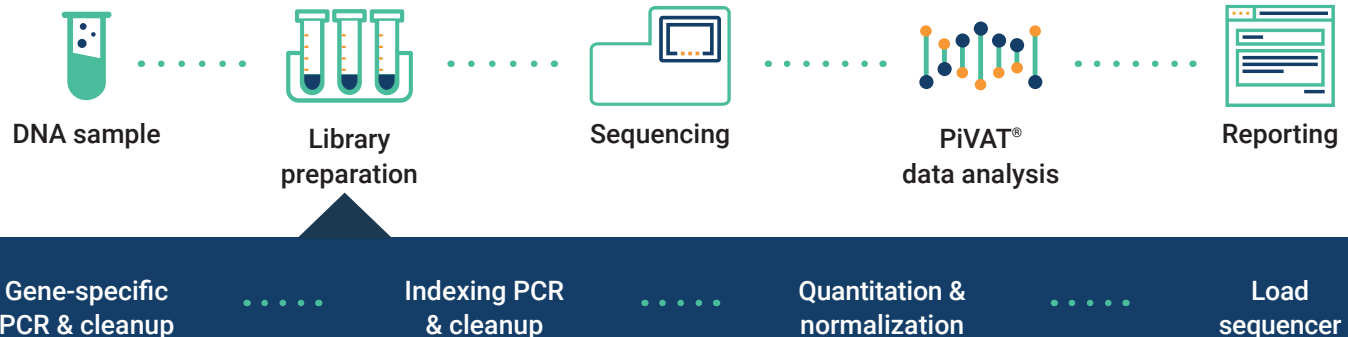 DNA sample
Library
preparation
Sequencing
PiVAT®
data analysis
Reporting
Gene-specific
PCR & cleanup
Indexing PCR
& cleanup
Quantitation &
normalization
Load
sequencer